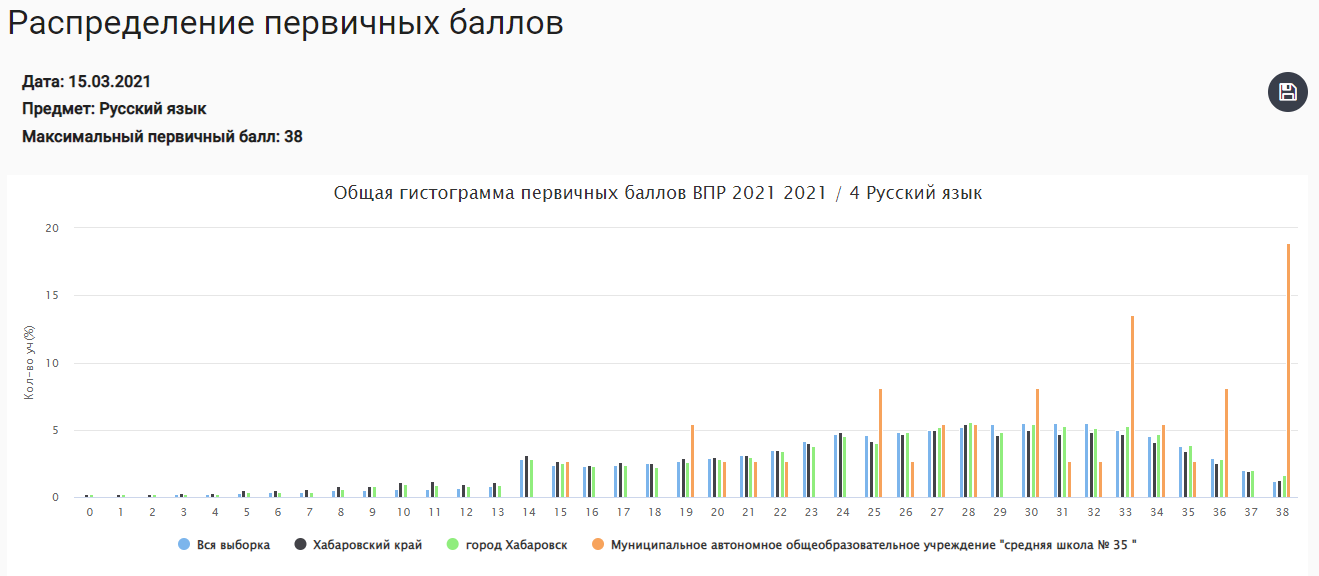 Распределение первичных баллов
Дата: 15.03.2021
Предмет: Русский язык
Максимальный первичный балл: 38
Общая гистограмма первичных баллов ВПР 2021 2021 / 4 Русский язык
20
15
10
5
0
Кол-во уч(%)
0 1 2 3 4 5 6 7 8 9 10 11 12 13 14 15 16 17 18 19 20 21 22 23 24 25 26 27 28 29 30 31 32 33 34 35 36 37 38
Вся выборка Хабаровский край город Хабаровск Муниципальное автономное общеобразовательное учреждение "средняя школа № 35 "